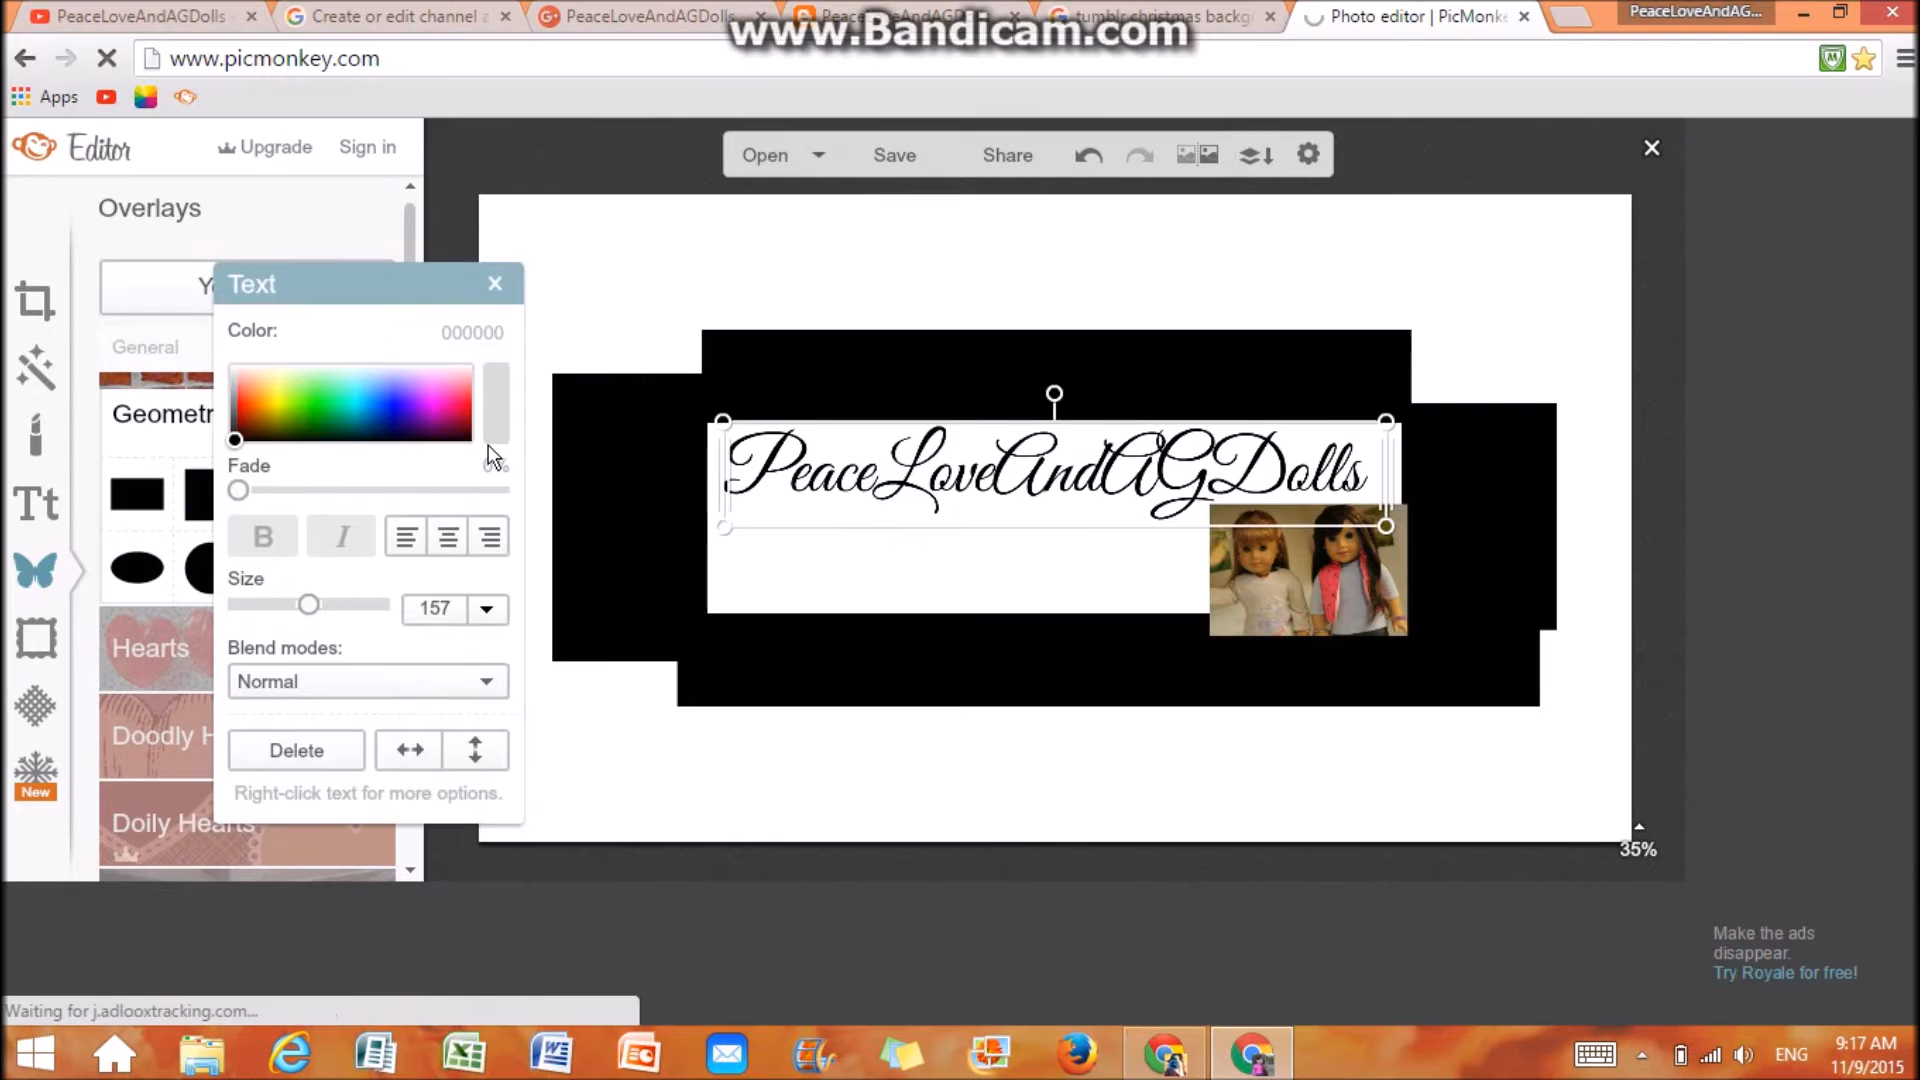 PeaceLoveAndAGDolls
Create or edit channel a
PeaceLoveAndAGDolls
tumblr christmas backg
Photo editor | PicMonke
PeaceLoveAndAG...
www.Bandicam.com
www.picmonkey.com
Apps
Editor
Upgrade
Sign in
Open
Save
Share
Overlays
Text
Color:
000000
General
Geometr
Fade
B
I
Size
157
Hearts
Blend modes:
Normal
Doodly H
Delete
Right-click text for more options.
Doily Hearts
New
Tt
PeaceLoveAndAGDolls
35%
Make the ads
disappear.
Try Royale for free!
Waiting for j.adlooxtracking.com...
ENG
9:17 AM
11/9/2015